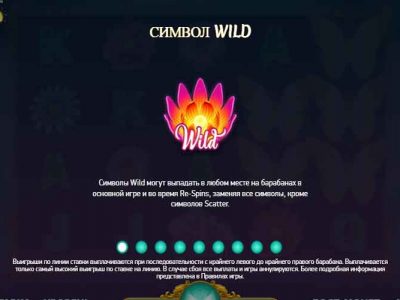 СИМВОЛ WILD
Wild
Символы Wild могут выпадать в любом месте на барабанах в
основной игре и во время Re-Spins, заменяя все символы, кроме
символов Scatter.
Выигрыши по линии ставки выплачиваются при последовательности с крайнего левого до крайнего правого барабана. Выплачивается
только самый высокий выигрыш по ставке на линию. В случае сбоя все выплаты и игры аннулируются. Более подробная информация
представлена в Правилах игры.